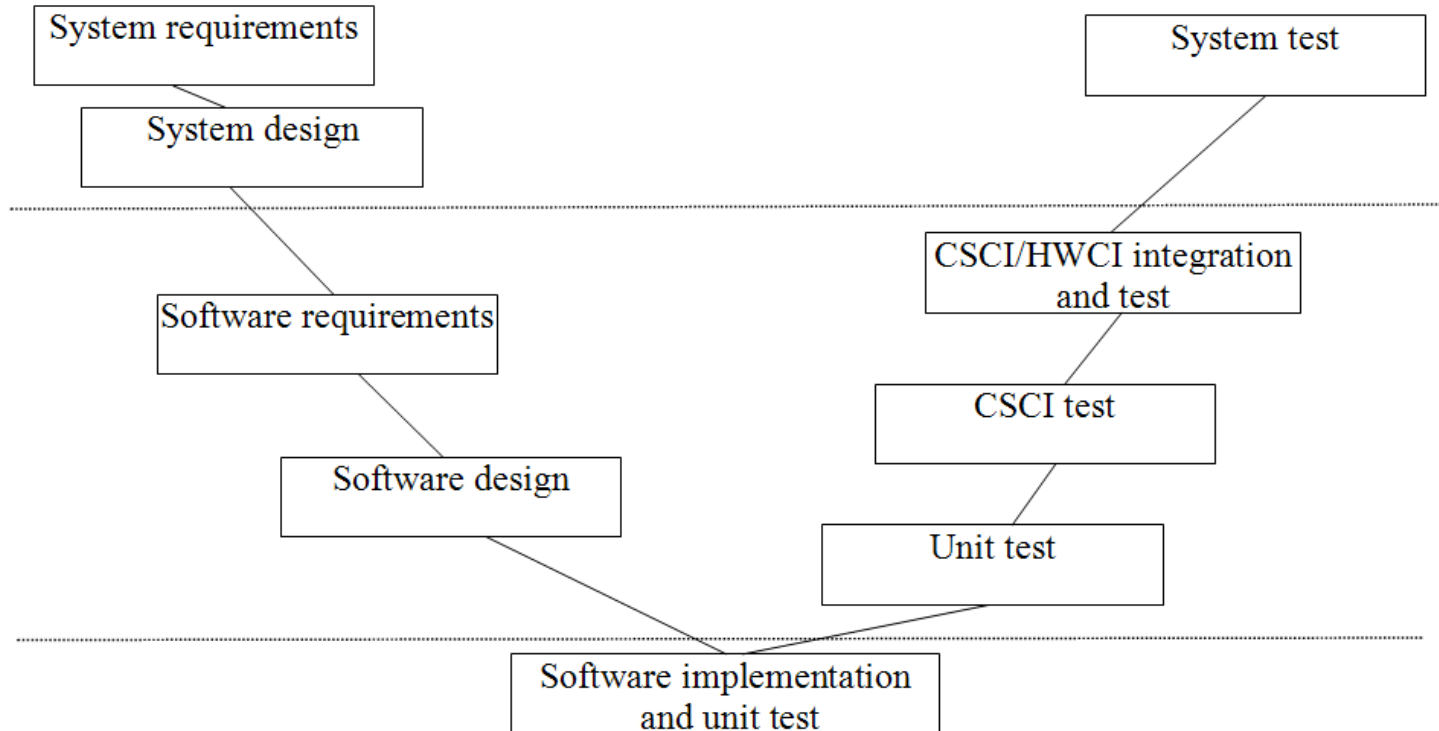 System requirements
System test
System design
CSCI/HWCI integration
and test
Software requirements
CSCI test
Software design
Unit test
Software implementation
and unit test